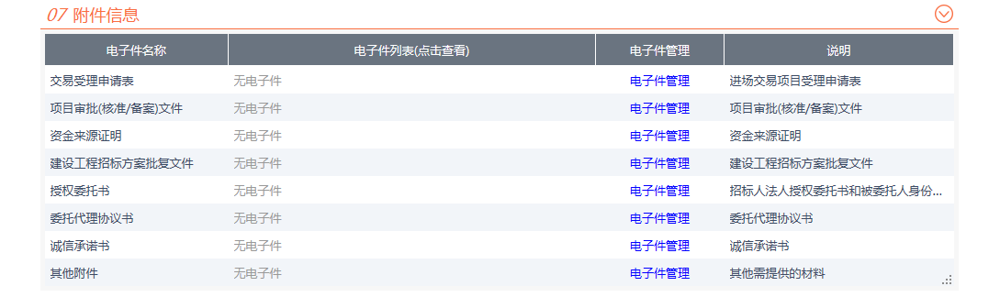 07 附件信息
电子件名称 电子件列表(点击查看) 电子件管理 说明
交易受理申请表 无电子件 电子件管理 进场交易项目受理申请表
项目审批(核准/备案)文件 无电子件 电子件管理 项目审批(核准/备案)文件
资金来源证明 无电子件 电子件管理 资金来源证明
建设工程招标方案批复文件 无电子件 电子件管理 建设工程招标方案批复文件
授权委托书 无电子件 电子件管理 招标人法人授权委托书和被委托人身份...
委托代理协议书 无电子件 电子件管理 委托代理协议书
诚信承诺书 无电子件 电子件管理 诚信承诺书
其他附件 无电子件 电子件管理 其他需提供的材料